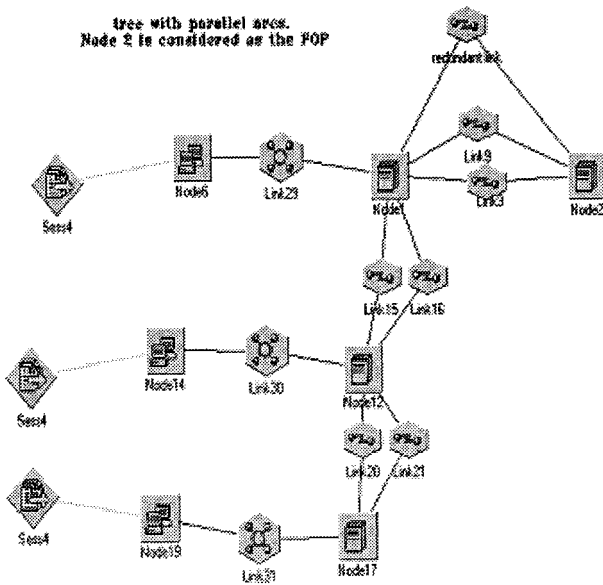 tree with parallel arcs.
Node 2 is considered as the POP
redundant link
Link9
Node6
Link29
Node1
Link3
Node2
Sess4
Link15
Link16
Node14
Link30
Node12
Sess4
Link20
Link21
Sess4
Node19
Link31
Node17